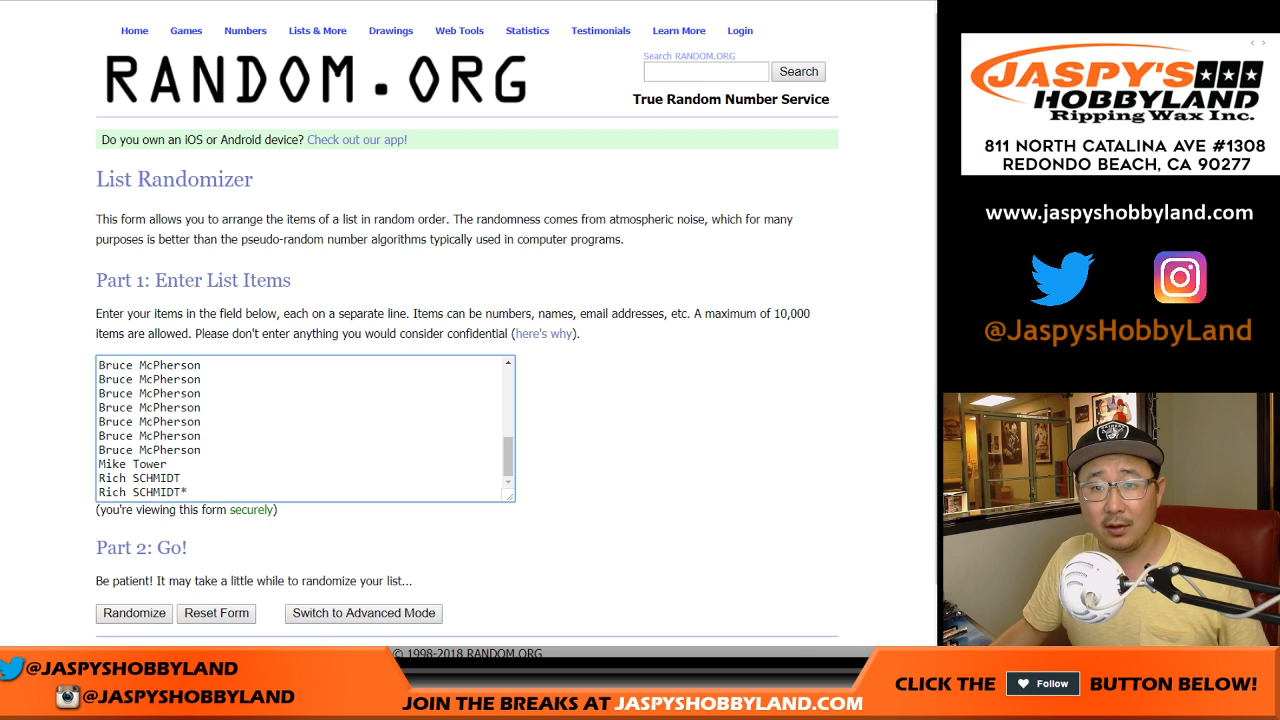 Home Games Numbers Lists & More Drawings Web Tools Statistics Testimonials Learn More Login
RANDOM.ORG
Search RANDOM.ORG
Search
True Random Number Service
Do you own an iOS or Android device? Check out our app!
List Randomizer
This form allows you to arrange the items of a list in random order. The randomness comes from atmospheric noise, which for many
purposes is better than the pseudo-random number algorithms typically used in computer programs.
Part 1: Enter List Items
Enter your items in the field below, each on a separate line. Items can be numbers, names, email addresses, etc. A maximum of 10,000
items are allowed. Please don't enter anything you would consider confidential (here's why).
Bruce McPherson
Bruce McPherson
Bruce McPherson
Bruce McPherson
Bruce McPherson
Bruce McPherson
Bruce McPherson
Mike Tower
Rich SCHMIDT
Rich SCHMIDT*
(you're viewing this form securely)
Part 2: Go!
Be patient! It may take a little while to randomize your list...
Randomize Reset Form Switch to Advanced Mode
© 1998-2018 RANDOM.ORG
JASPY'S
HOBBYLAND
Ripping Wax Inc.
811 NORTH CATALINA AVE #1308
REDONDO BEACH, CA 90277
www.jaspyshobbyland.com
@JaspysHobbyLand
RAIDERS
@JASPYSHOBBYLAND
@JASPYSHOBBYLAND
JOIN THE BREAKS AT JASPYSHOBBYLAND.COM
CLICK THE Follow BUTTON BELOW!